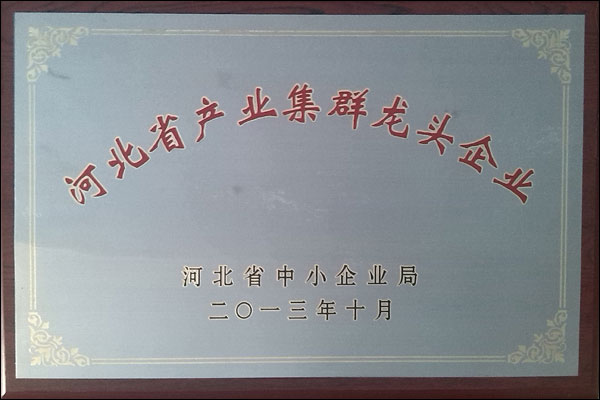 河北省产业集群龙头企业
河北省中小企业局
二〇一三年十月